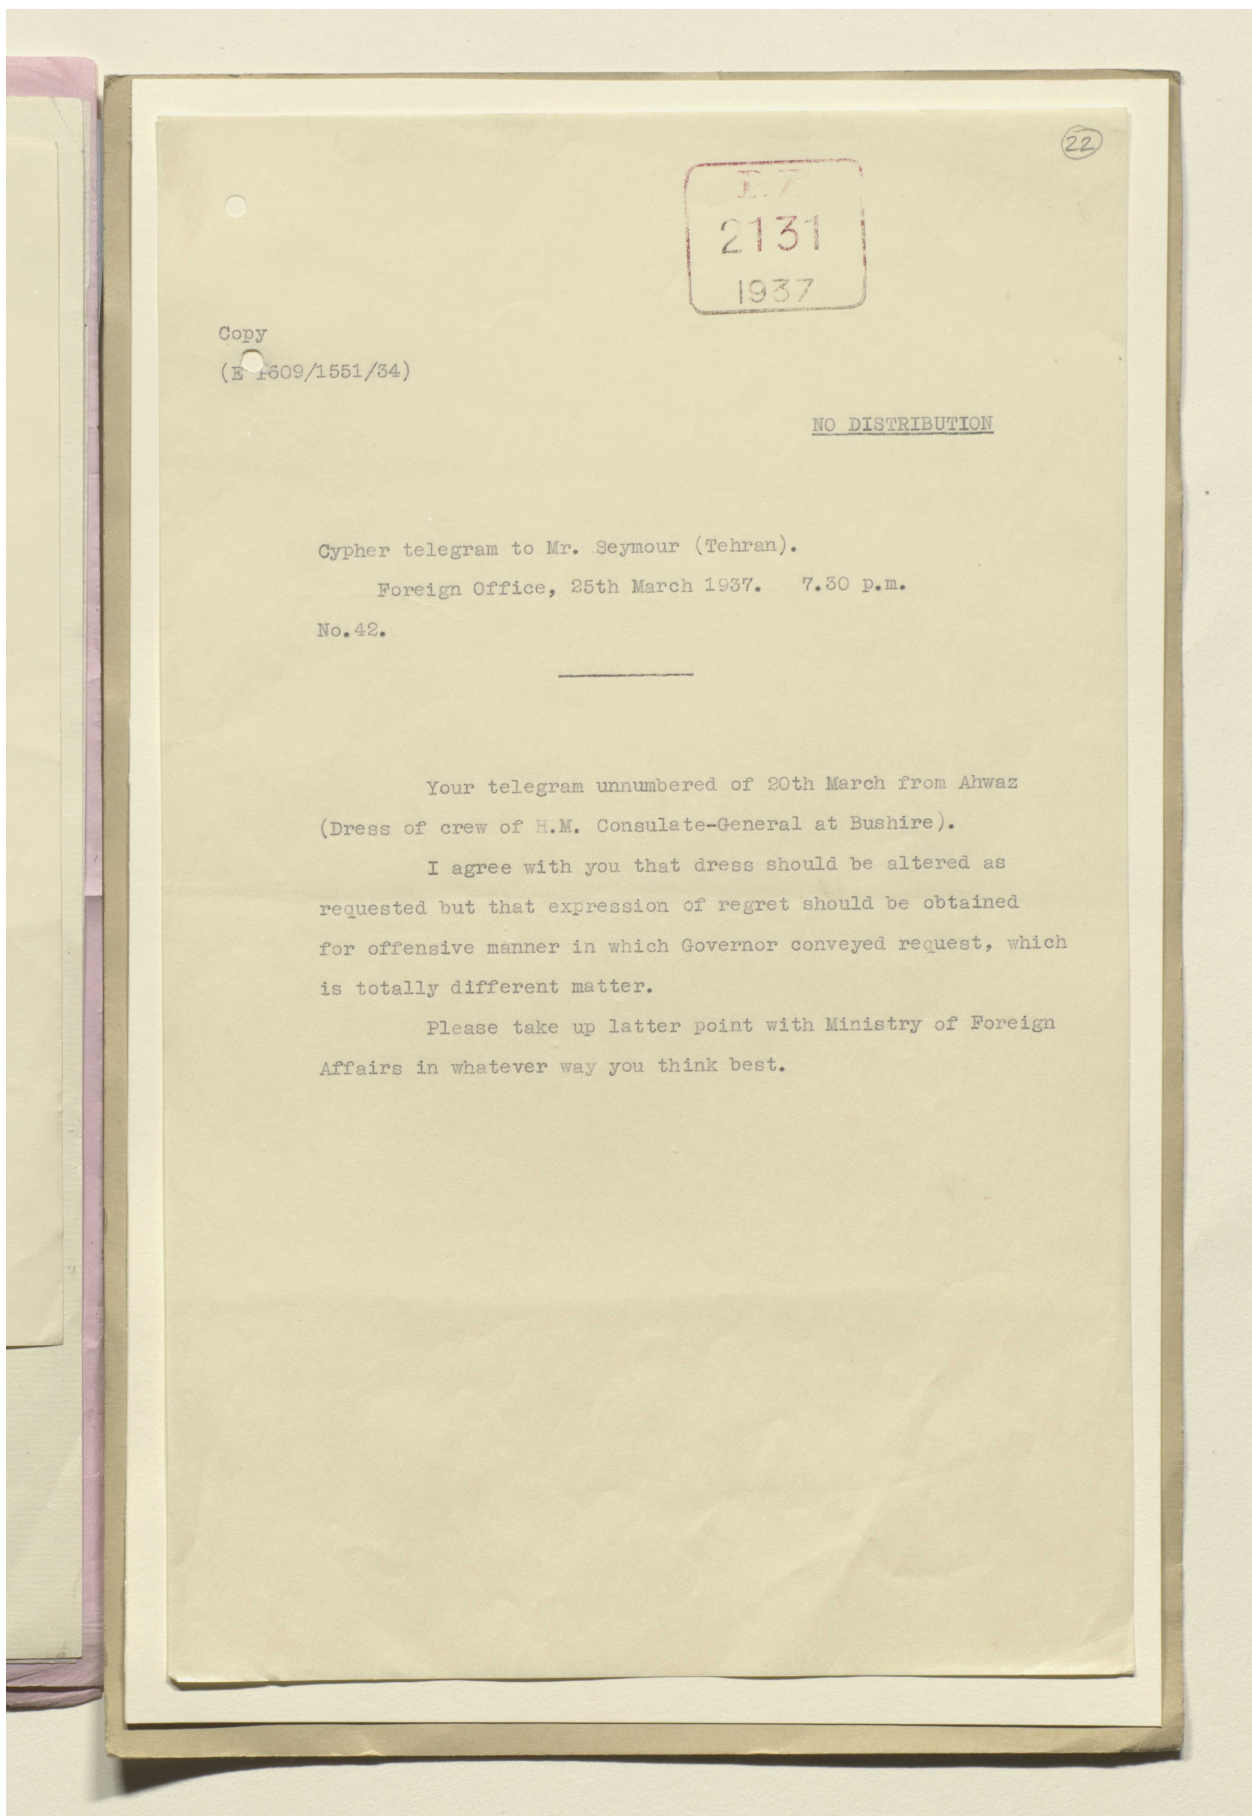 22
P.Z.
2131
1937
Copy
(E 1609/1551/34)
NO DISTRIBUTION
Cypher telegram to Mr. Seymour (Tehran).
Foreign Office, 25th March 1937. 7.30 p.m.
No.42.
Your telegram unnumbered of 20th March from Ahwaz
(Dress of crew of H.M. Consulate-General at Bushire).
I agree with you that dress should be altered as
requested but that expression of regret should be obtained
for offensive manner in which Governor conveyed request, which
is totally different matter.
Please take up latter point with Ministry of Foreign
Affairs in whatever way you think best.